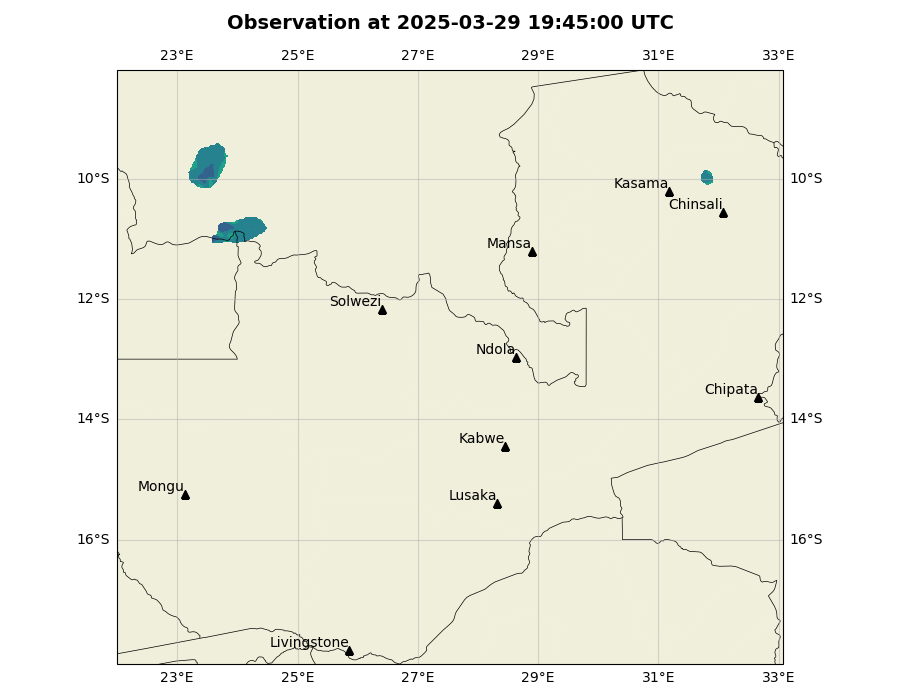 Observation at 2025-03-29 19:45:00 UTC
23°E 25°E 27°E 29°E 31°E 33°E
10°S 10°S
Kasama
Chinsali
Mansa
12°S 12°S
Solwezi
Ndola
Chipata
14°S 14°S
Kabwe
Mongu
Lusaka
16°S 16°S
Livingstone
23°E 25°E 27°E 29°E 31°E 33°E